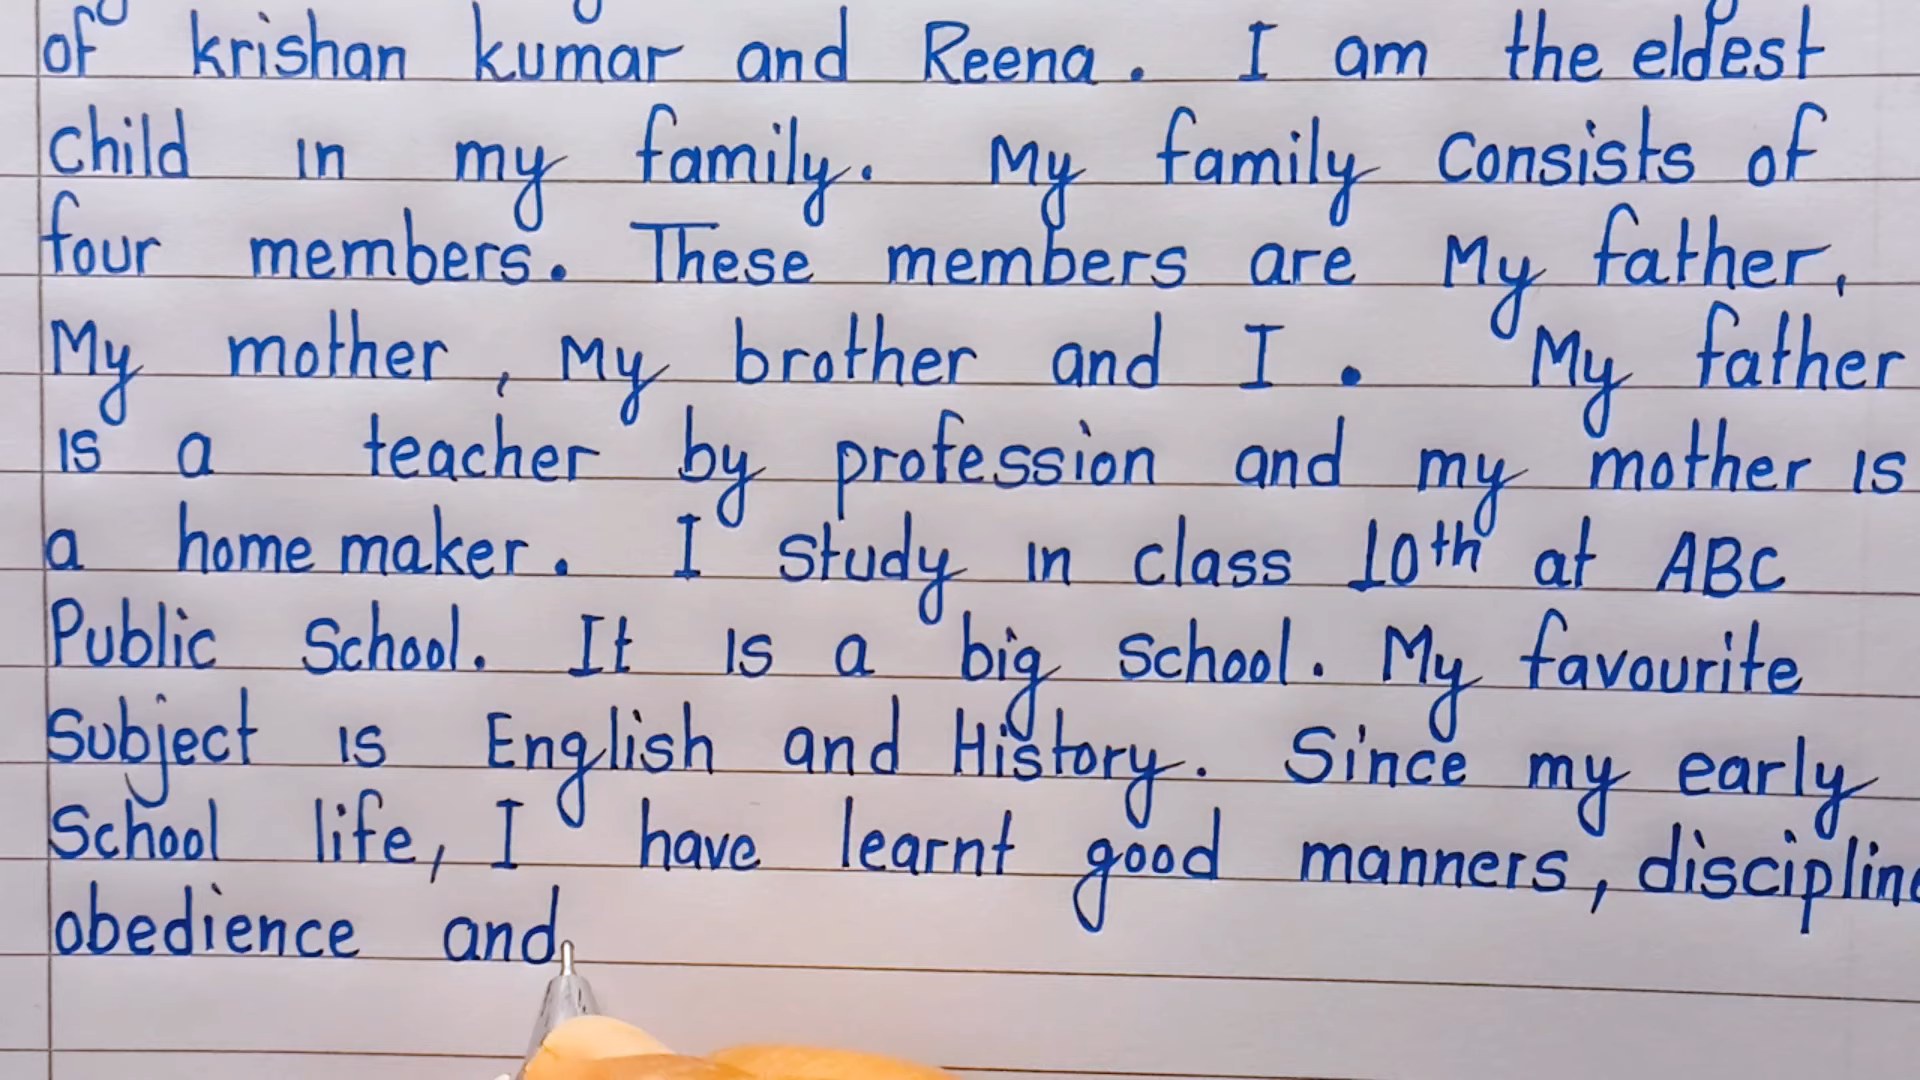 of krishan kumar and Reena. I am the eldest
child in my family. My family consists of
four members. These members are My father,
My mother, My brother and I.  My father
is a teacher by profession and my mother is
a home maker. I study in class 10th at ABC
Public School. It is a big school. My favourite
Subject is English and History. Since my early
School life, I have learnt good manners, discipline
obedience and